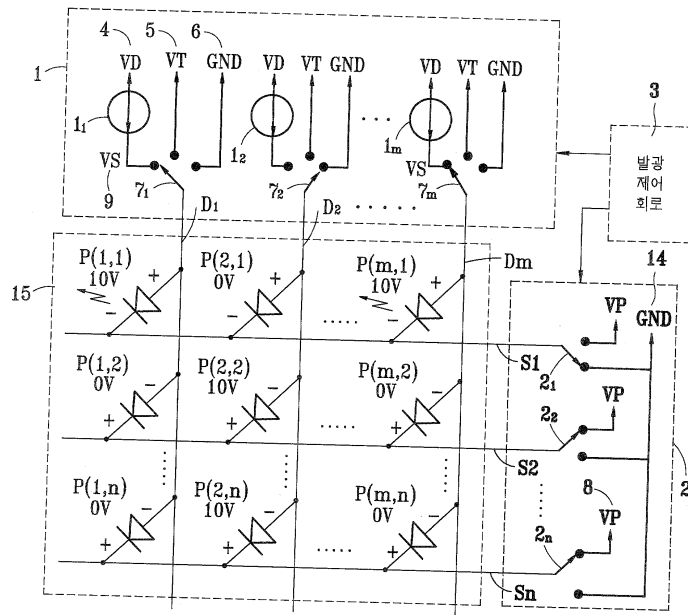 4 5 6
VD VT GND VD VT GND VD VT GND
1
1₁ 1₂ 1m
3
발광
제어
회로
VS VS
9 7₁ 7₂ 7m
D₁ D₂ Dm
15
P(1,1) P(2,1) P(m,1)
10V 0V 10V
+ + +
− − −
14
VP GND
S1 2₁
P(1,2) P(2,2) P(m,2)
0V 10V 0V
− − −
+ + +
VP
2₂
S2
2
P(1,n) P(2,n) P(m,n)
0V 10V 0V
− − −
+ + +
8
VP
2n
Sn